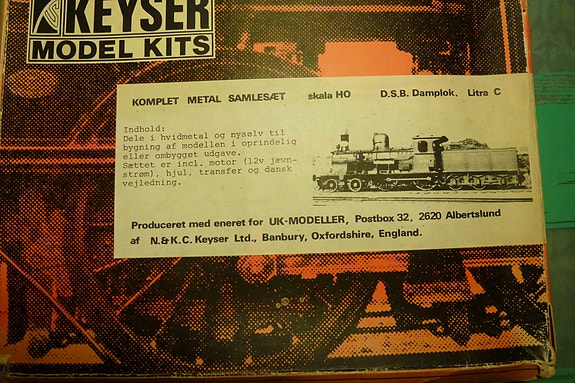 KEYSER
MODEL KITS
KOMPLET METAL SAMLESÆT skala HO D.S.B. Damplok, Litra C
Indhold:
Dele i hvidmetal og nysølv til
bygning af modellen i oprindelig
eller ombygget udgave.
Sættet er incl. motor (12v jævn-
strøm), hjul, transfer og dansk
vejledning.
Produceret med eneret for UK-MODELLER, Postbox 32, 2620 Albertslund
af N.& K.C. Keyser Ltd., Banbury, Oxfordshire, England.